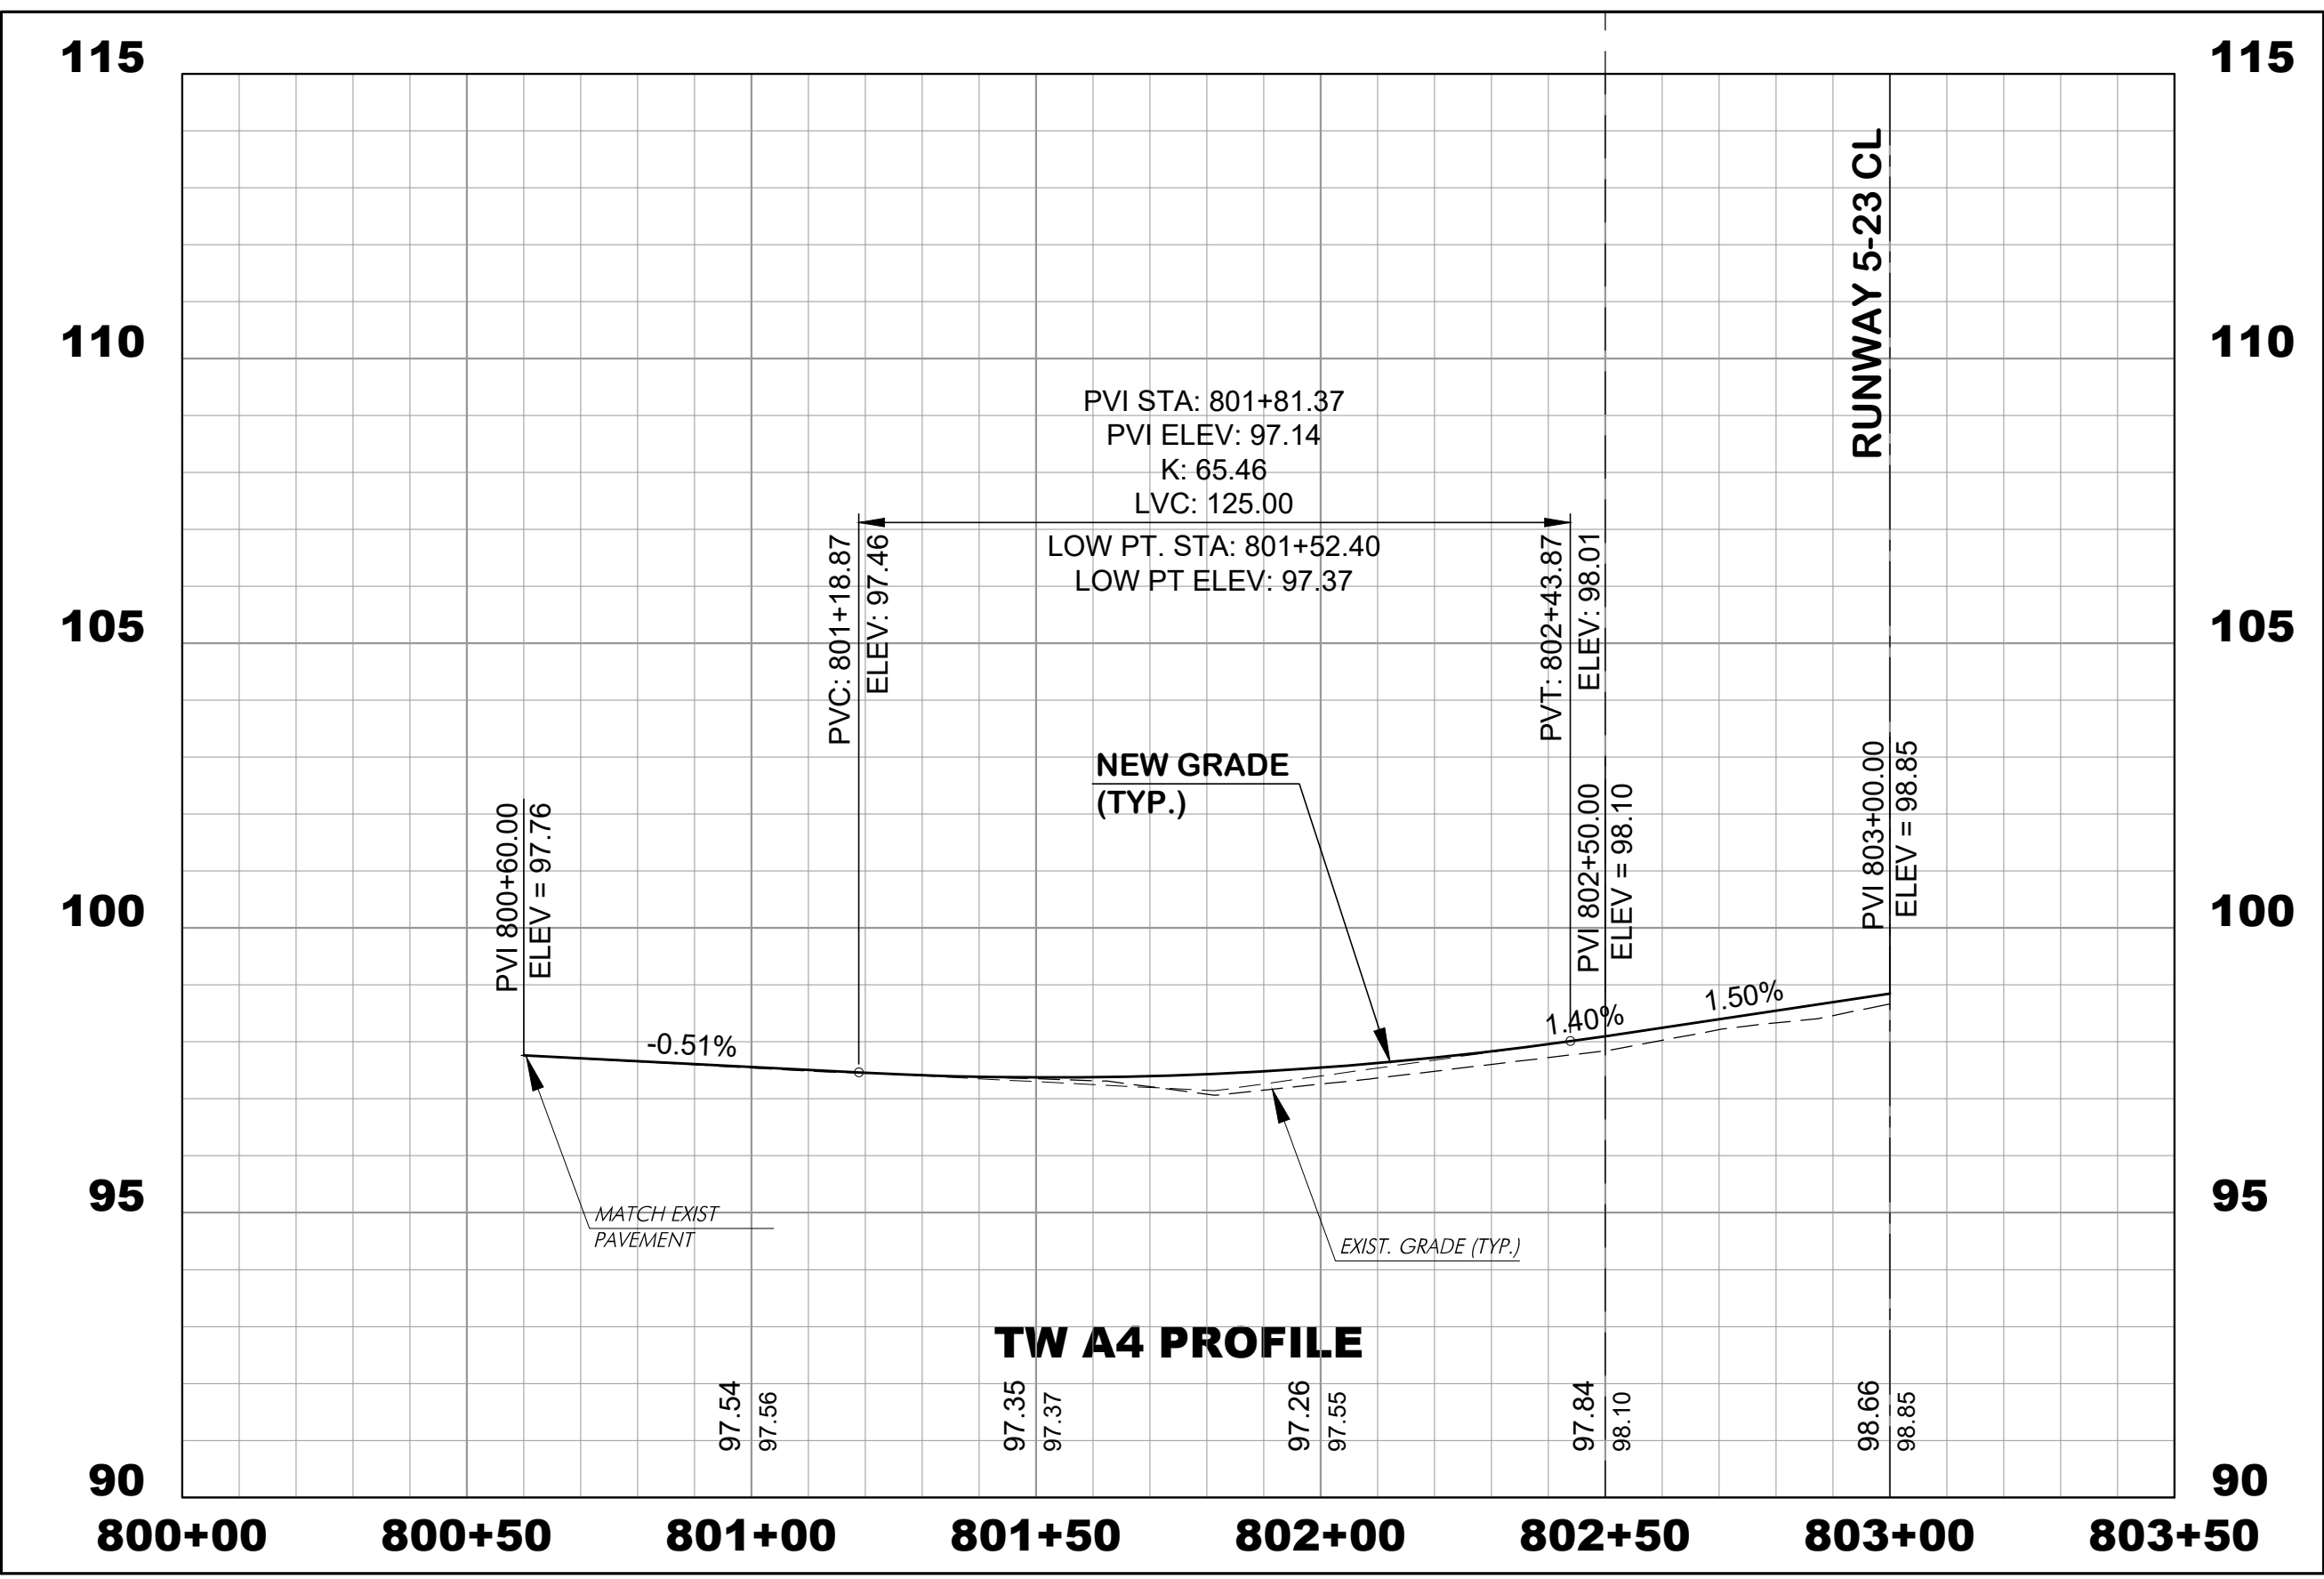 115
115
110
110
105
105
100
100
95
95
90
90
RUNWAY 5-23 CL
PVI STA: 801+81.37
PVI ELEV: 97.14
K: 65.46
LVC: 125.00
LOW PT. STA: 801+52.40
LOW PT ELEV: 97.37
PVC: 801+18.87
ELEV: 97.46
PVT: 802+43.87
ELEV: 98.01
NEW GRADE
(TYP.)
PVI 800+60.00
ELEV = 97.76
PVI 802+50.00
ELEV = 98.10
PVI 803+00.00
ELEV = 98.85
-0.51%
1.40%
1.50%
MATCH EXIST
PAVEMENT
EXIST. GRADE (TYP.)
TW A4 PROFILE
97.54
97.56
97.35
97.37
97.26
97.55
97.84
98.10
98.66
98.85
800+00
800+50
801+00
801+50
802+00
802+50
803+00
803+50